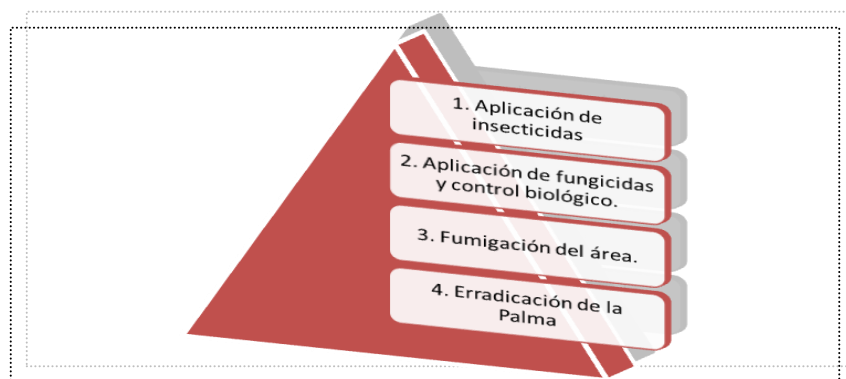 1. Aplicación de
insecticidas
2. Aplicación de fungicidas
y control biológico.
3. Fumigación del área.
4. Erradicación de la
Palma